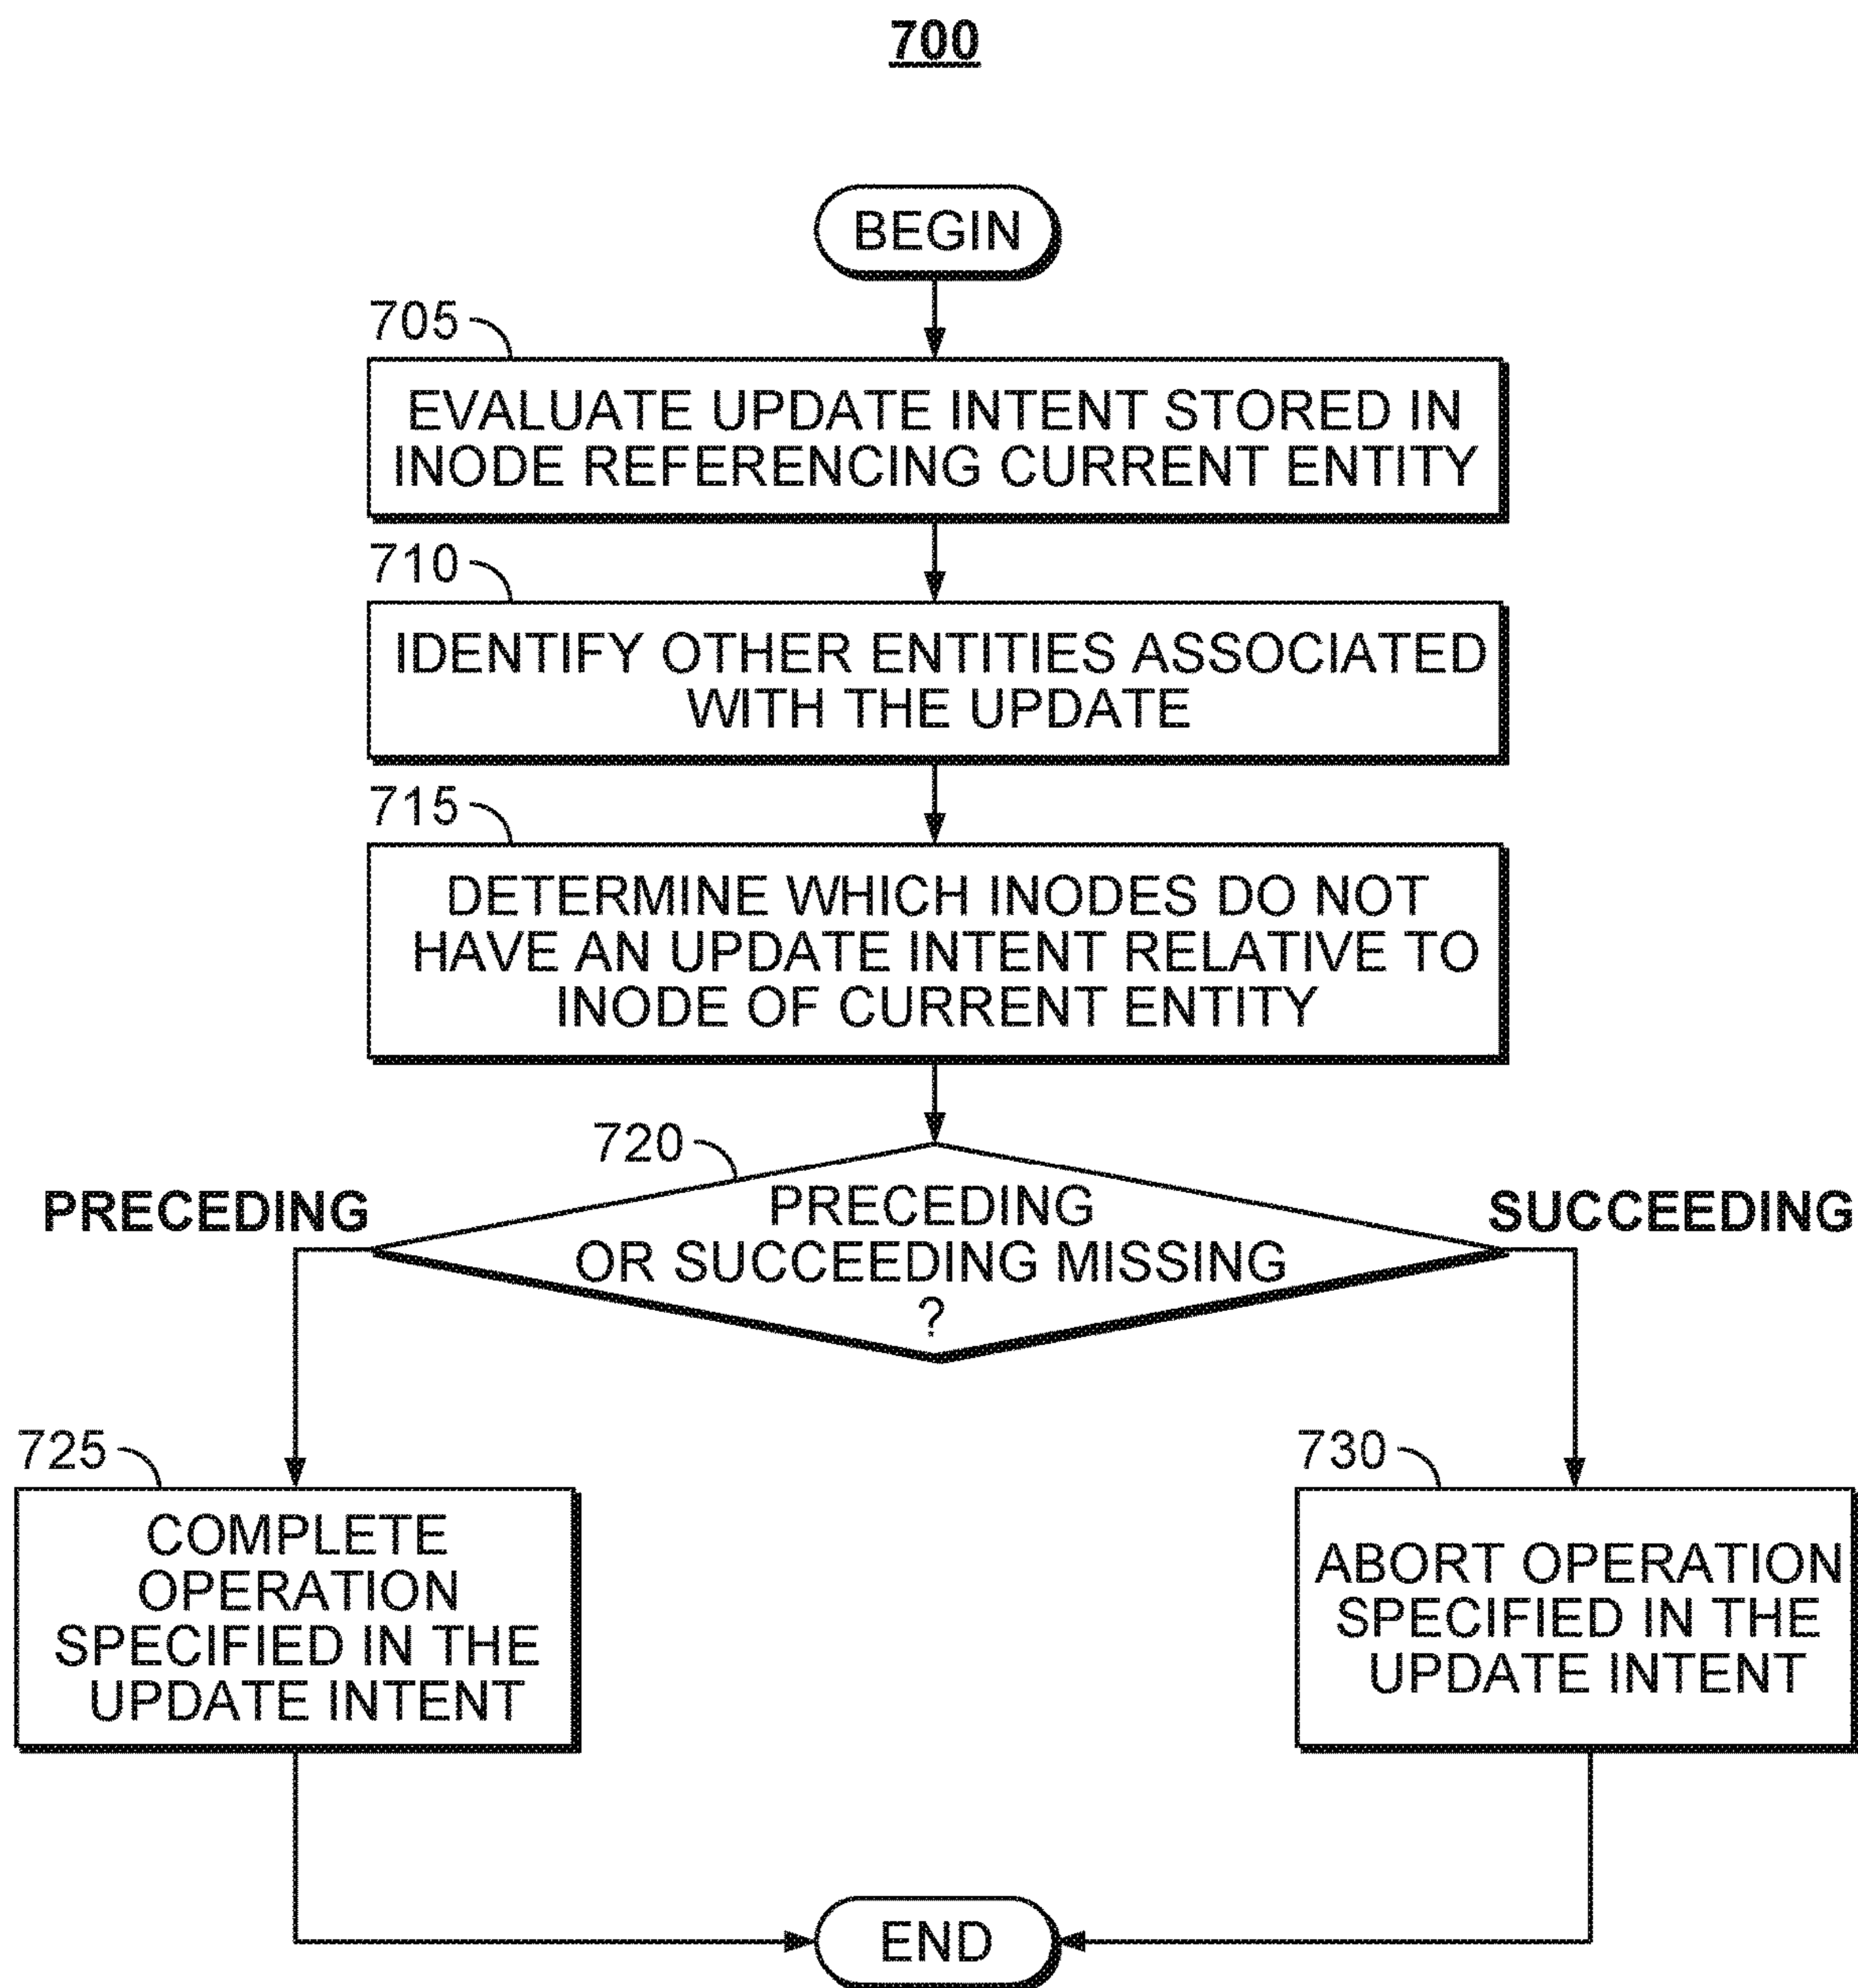 700
BEGIN
705
EVALUATE UPDATE INTENT STORED IN
INODE REFERENCING CURRENT ENTITY
710
IDENTIFY OTHER ENTITIES ASSOCIATED
WITH THE UPDATE
715
DETERMINE WHICH INODES DO NOT
HAVE AN UPDATE INTENT RELATIVE TO
INODE OF CURRENT ENTITY
720
PRECEDING
OR SUCCEEDING MISSING
?
PRECEDING
SUCCEEDING
725
COMPLETE
OPERATION
SPECIFIED IN THE
UPDATE INTENT
730
ABORT OPERATION
SPECIFIED IN THE
UPDATE INTENT
END